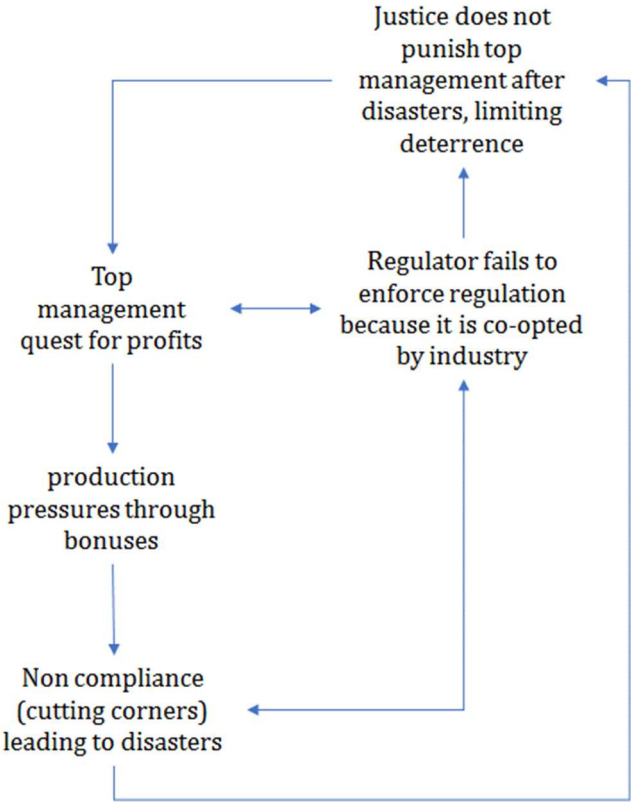 Justice does not
punish top
management after
disasters, limiting
deterrence
Top
management
quest for profits
Regulator fails to
enforce regulation
because it is co-opted
by industry
production
pressures through
bonuses
Non compliance
(cutting corners)
leading to disasters